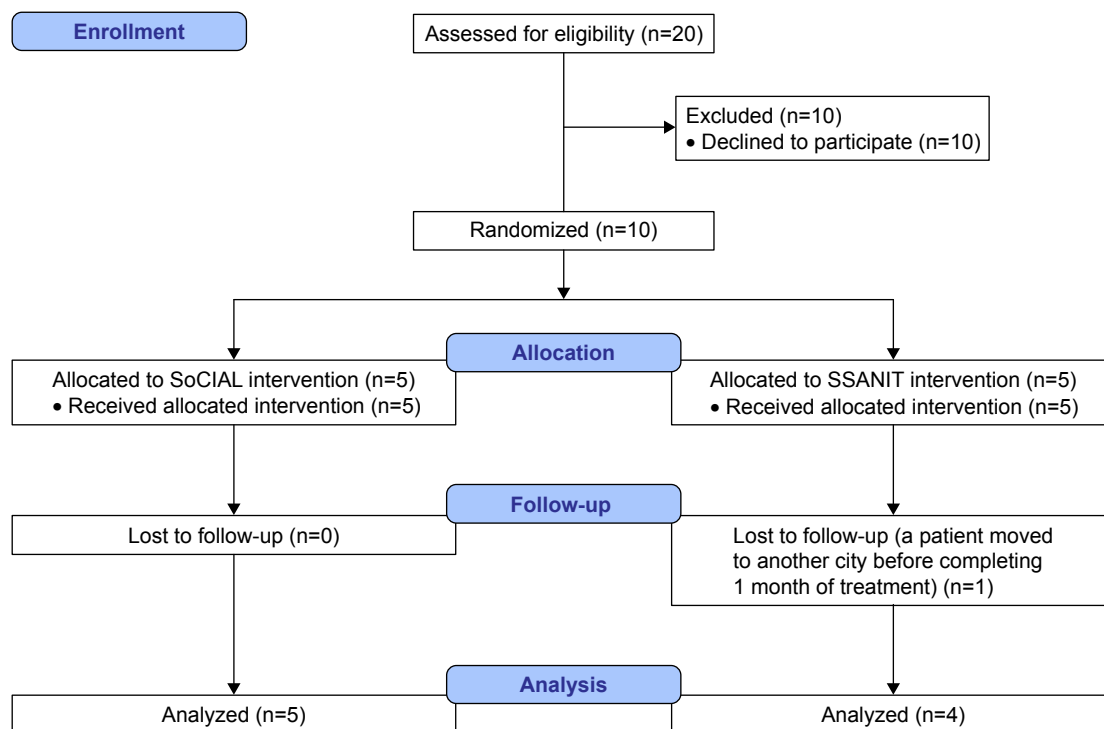 Enrollment
Assessed for eligibility (n=20)
Excluded (n=10)
• Declined to participate (n=10)
Randomized (n=10)
Allocation
Allocated to SoCIAL intervention (n=5)
• Received allocated intervention (n=5)
Allocated to SSANIT intervention (n=5)
• Received allocated intervention (n=5)
Follow-up
Lost to follow-up (n=0)
Lost to follow-up (a patient moved
to another city before completing
1 month of treatment) (n=1)
Analysis
Analyzed (n=5)
Analyzed (n=4)